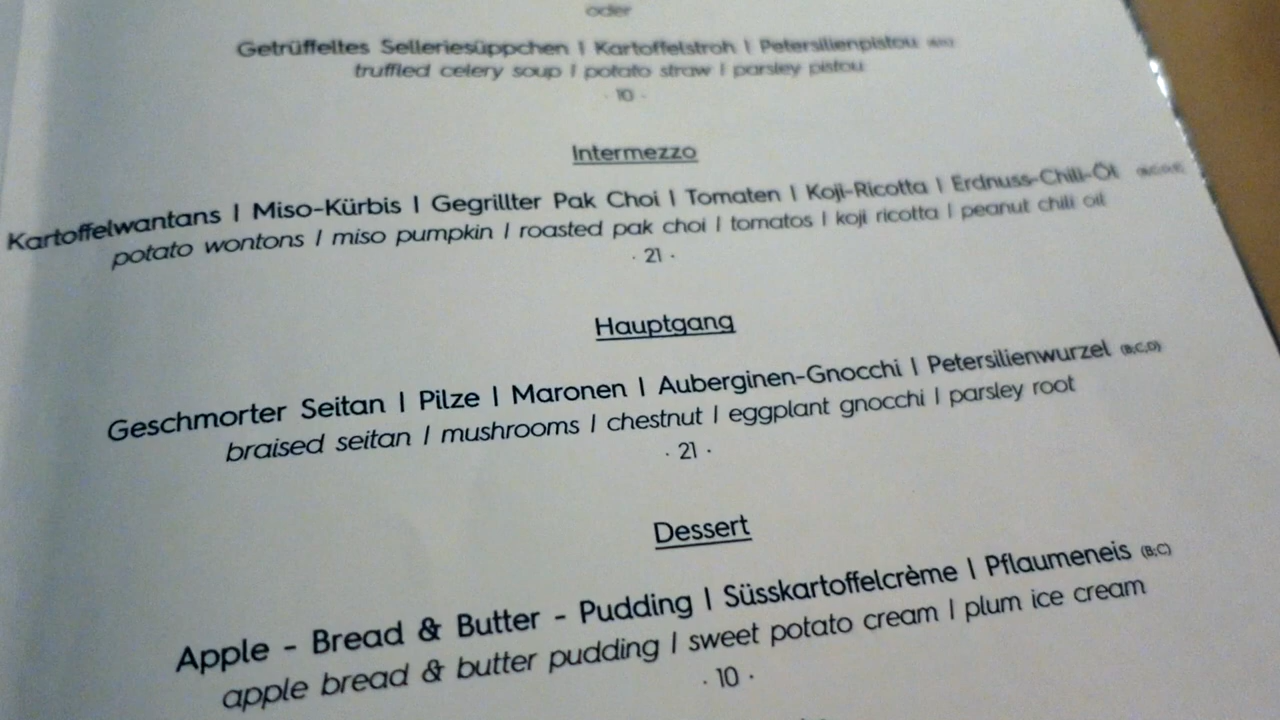 oder
Getrüffeltes Selleriesüppchen | Kartoffelstroh | Petersilienpistou
truffled celery soup | potato straw | parsley pistou
· 10 ·
Intermezzo
Kartoffelwantans | Miso-Kürbis | Gegrillter Pak Choi | Tomaten | Koji-Ricotta | Erdnuss-Chili-Öl
potato wontons | miso pumpkin | roasted pak choi | tomatos | koji ricotta | peanut chili oil
· 21 ·
Hauptgang
Geschmorter Seitan | Pilze | Maronen | Auberginen-Gnocchi | Petersilienwurzel (B,C,D)
braised seitan | mushrooms | chestnut | eggplant gnocchi | parsley root
· 21 ·
Dessert
Apple - Bread & Butter - Pudding | Süsskartoffelcrème | Pflaumeneis (B;C)
apple bread & butter pudding | sweet potato cream | plum ice cream
· 10 ·